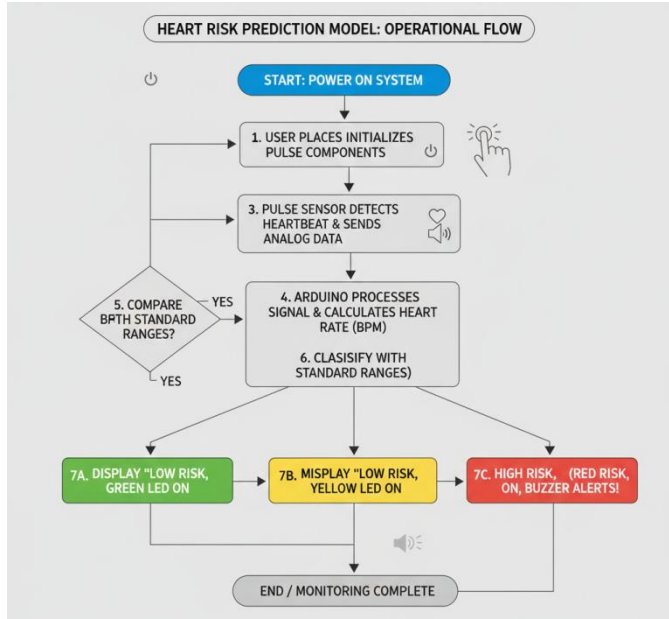 HEART RISK PREDICTION MODEL: OPERATIONAL FLOW
START: POWER ON SYSTEM
1. USER PLACES INITIALIZES
PULSE COMPONENTS
3. PULSE SENSOR DETECTS
HEARTBEAT & SENDS
ANALOG DATA
5. COMPARE
BPTH STANDARD
RANGES?
YES
YES
4. ARDUINO PROCESSES
SIGNAL & CALCULATES HEART
RATE (BPM)
6. CLASISIFY WITH
STANDARD RANGES)
7A. DISPLAY “LOW RISK,
GREEN LED ON
7B. MISPLAY “LOW RISK,
YELLOW LED ON
7C. HIGH RISK, (RED RISK,
ON, BUZZER ALERTS!
END / MONITORING COMPLETE